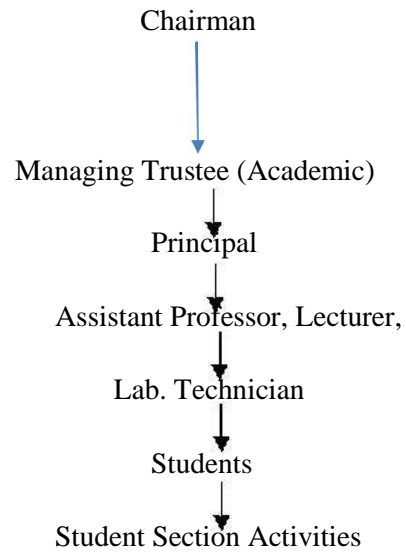 Chairman
Managing Trustee (Academic)
Principal
Assistant Professor, Lecturer,
Lab. Technician
Students
Student Section Activities